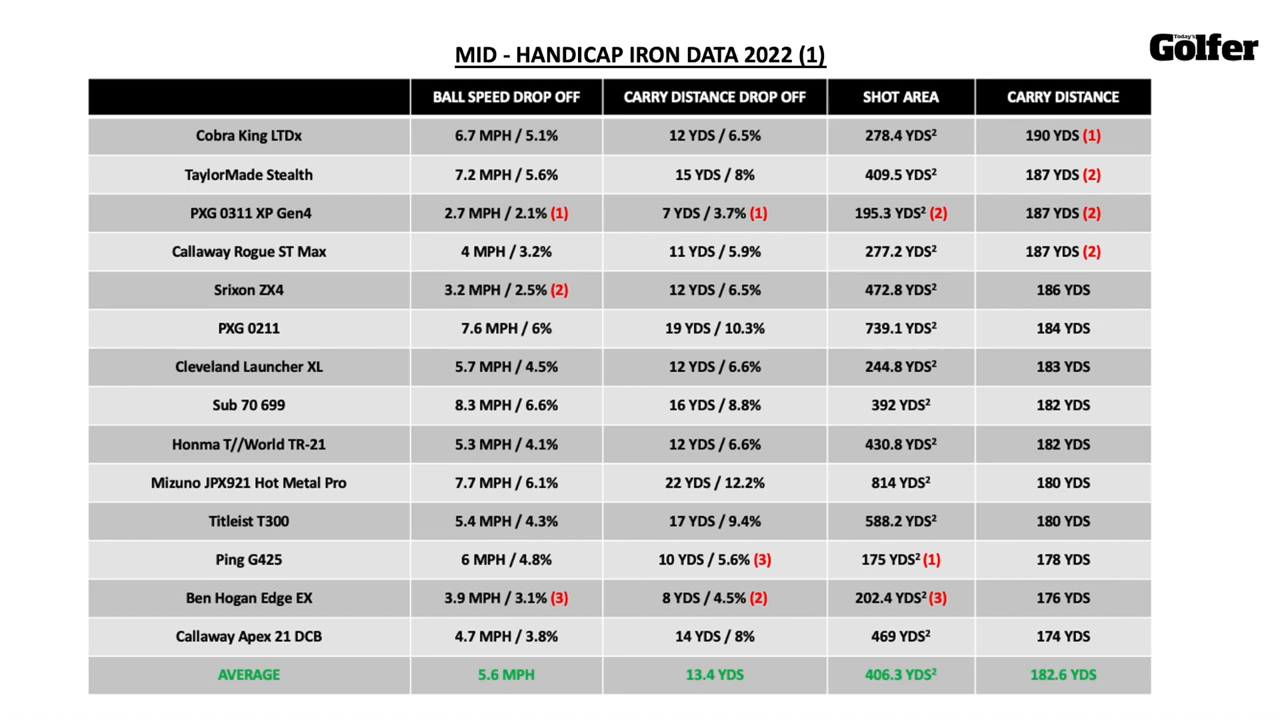 Today's
Golfer
MID - HANDICAP IRON DATA 2022 (1)
BALL SPEED DROP OFF CARRY DISTANCE DROP OFF SHOT AREA CARRY DISTANCE
Cobra King LTDx 6.7 MPH / 5.1% 12 YDS / 6.5% 278.4 YDS² 190 YDS (1)
TaylorMade Stealth 7.2 MPH / 5.6% 15 YDS / 8% 409.5 YDS² 187 YDS (2)
PXG 0311 XP Gen4 2.7 MPH / 2.1% (1) 7 YDS / 3.7% (1) 195.3 YDS² (2) 187 YDS (2)
Callaway Rogue ST Max 4 MPH / 3.2% 11 YDS / 5.9% 277.2 YDS² 187 YDS (2)
Srixon ZX4 3.2 MPH / 2.5% (2) 12 YDS / 6.5% 472.8 YDS² 186 YDS
PXG 0211 7.6 MPH / 6% 19 YDS / 10.3% 739.1 YDS² 184 YDS
Cleveland Launcher XL 5.7 MPH / 4.5% 12 YDS / 6.6% 244.8 YDS² 183 YDS
Sub 70 699 8.3 MPH / 6.6% 16 YDS / 8.8% 392 YDS² 182 YDS
Honma T//World TR-21 5.3 MPH / 4.1% 12 YDS / 6.6% 430.8 YDS² 182 YDS
Mizuno JPX921 Hot Metal Pro 7.7 MPH / 6.1% 22 YDS / 12.2% 814 YDS² 180 YDS
Titleist T300 5.4 MPH / 4.3% 17 YDS / 9.4% 588.2 YDS² 180 YDS
Ping G425 6 MPH / 4.8% 10 YDS / 5.6% (3) 175 YDS² (1) 178 YDS
Ben Hogan Edge EX 3.9 MPH / 3.1% (3) 8 YDS / 4.5% (2) 202.4 YDS² (3) 176 YDS
Callaway Apex 21 DCB 4.7 MPH / 3.8% 14 YDS / 8% 469 YDS² 174 YDS
AVERAGE 5.6 MPH 13.4 YDS 406.3 YDS² 182.6 YDS